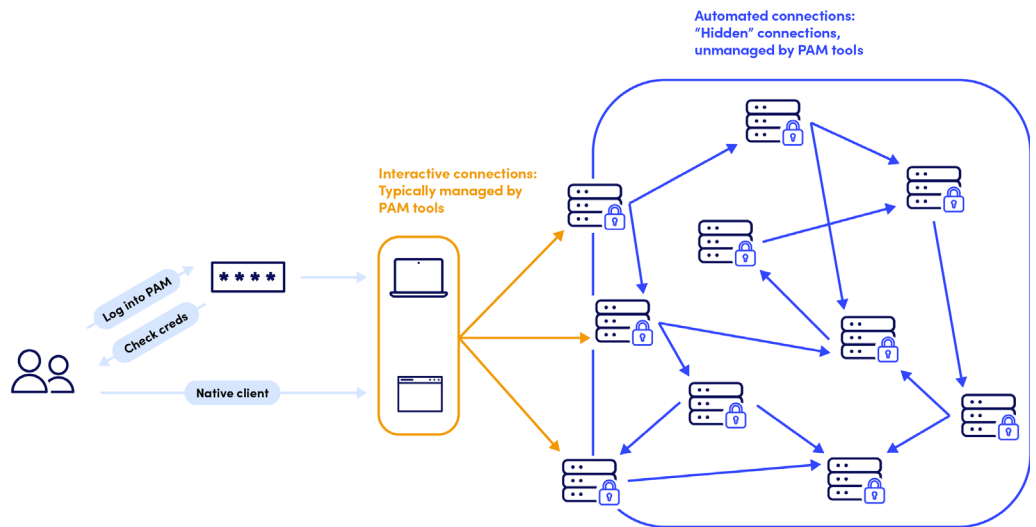 Automated connections:
“Hidden” connections,
unmanaged by PAM tools
Interactive connections:
Typically managed by
PAM tools
****
Log into PAM
Check creds
Native client